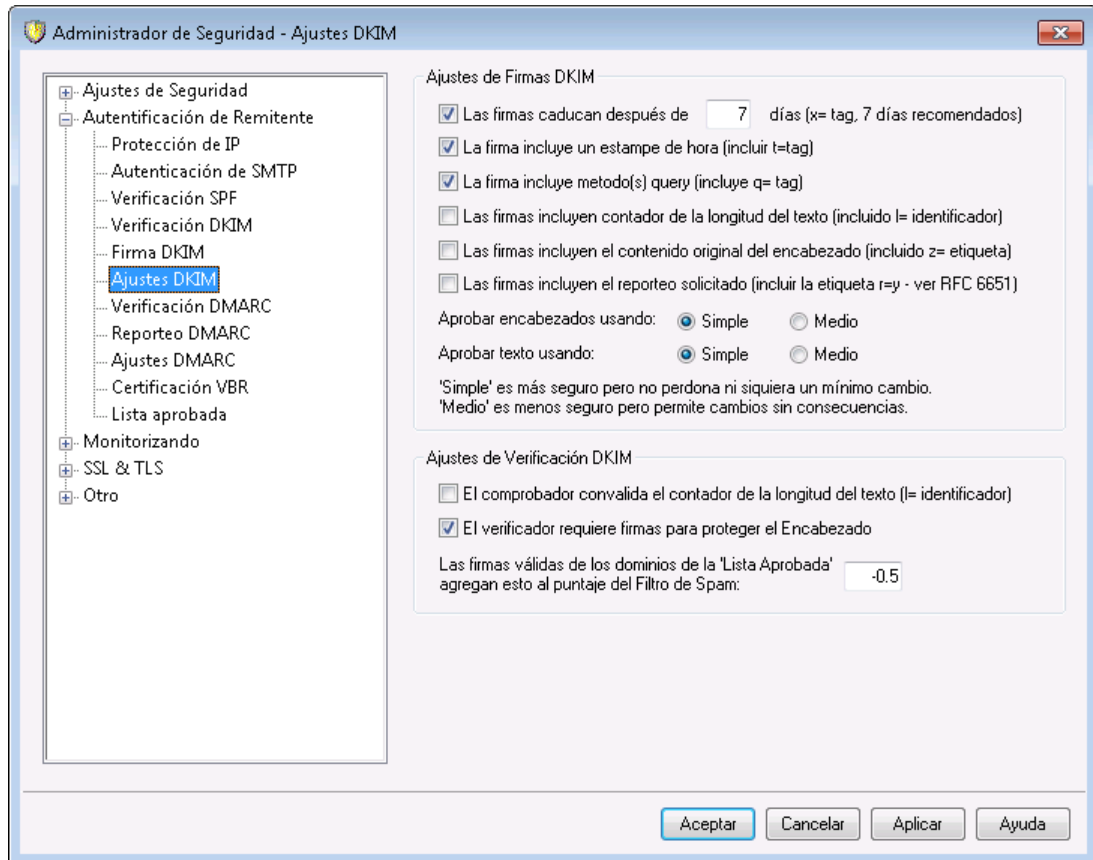 Administrador de Seguridad - Ajustes DKIM
Ajustes de Seguridad
Autentificación de Remitente
Protección de IP
Autenticación de SMTP
Verificación SPF
Verificación DKIM
Firma DKIM
Ajustes DKIM
Verificación DMARC
Reporteo DMARC
Ajustes DMARC
Certificación VBR
Lista aprobada
Monitorizando
SSL & TLS
Otro
Ajustes de Firmas DKIM
Las firmas caducan después de 7 días (x= tag, 7 días recomendados)
La firma incluye un estampe de hora (incluir t=tag)
La firma incluye metodo(s) query (incluye q= tag)
Las firmas incluyen contador de la longitud del texto (incluido l= identificador)
Las firmas incluyen el contenido original del encabezado (incluido z= etiqueta)
Las firmas incluyen el reporteo solicitado (incluir la etiqueta r=y - ver RFC 6651)
Aprobar encabezados usando: Simple Medio
Aprobar texto usando: Simple Medio
'Simple' es más seguro pero no perdona ni siquiera un mínimo cambio.
'Medio' es menos seguro pero permite cambios sin consecuencias.
Ajustes de Verificación DKIM
El comprobador convalida el contador de la longitud del texto (l= identificador)
El verificador requiere firmas para proteger el Encabezado
Las firmas válidas de los dominios de la 'Lista Aprobada'
agregan esto al puntaje del Filtro de Spam: -0.5
Aceptar Cancelar Aplicar Ayuda